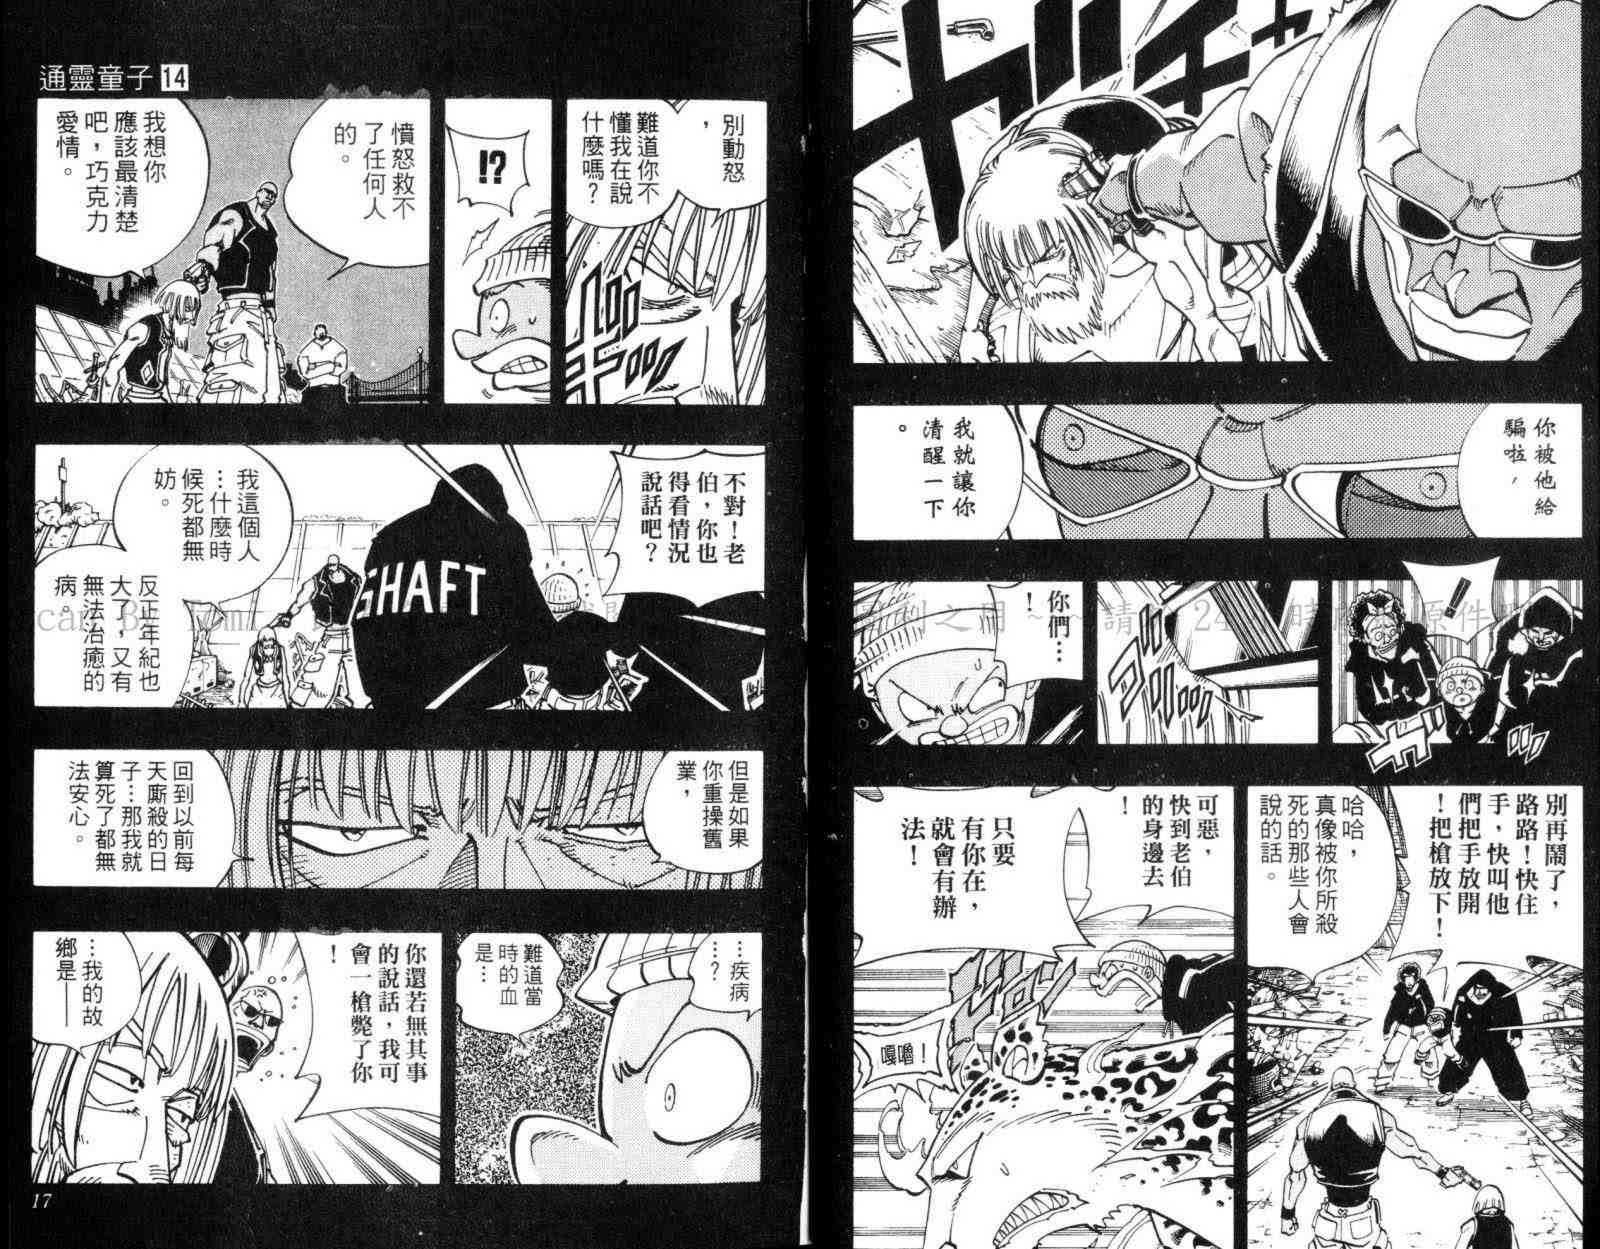 你被他給
騙啦，
我就讓你
清醒一下
。
！
你們…
！
別再鬧了，
路路！快住
手，快叫他
們把手放開
！把槍放下！
哈哈，
真像被你所殺
死的那些人會
說的話。
可惡，
快到老伯
的身邊去
！
只要
有你在，
就會有辦
法！
嘎嚕！
通靈童子 14
別動怒
，
難道你不
懂我在說
什麼嗎？
!?
憤怒救不
了任何人
的。
我想你
應該最清楚
吧，巧克力
愛情。
不對！老
伯，你也
得看情況
說話吧？
SHAFT
我這個人
…什麼時
候死都無
妨。
反正年紀也
大了，又有
無法治癒的
病。
但是如果
你重操舊
業，
回到以前每
天廝殺的日
子…那我就
算死了都無
法安心。
…疾病
…？
難道當
時的血
是…
你還若無其事
的說話，我可
會一槍斃了你
！
…我的故
鄉是——
17